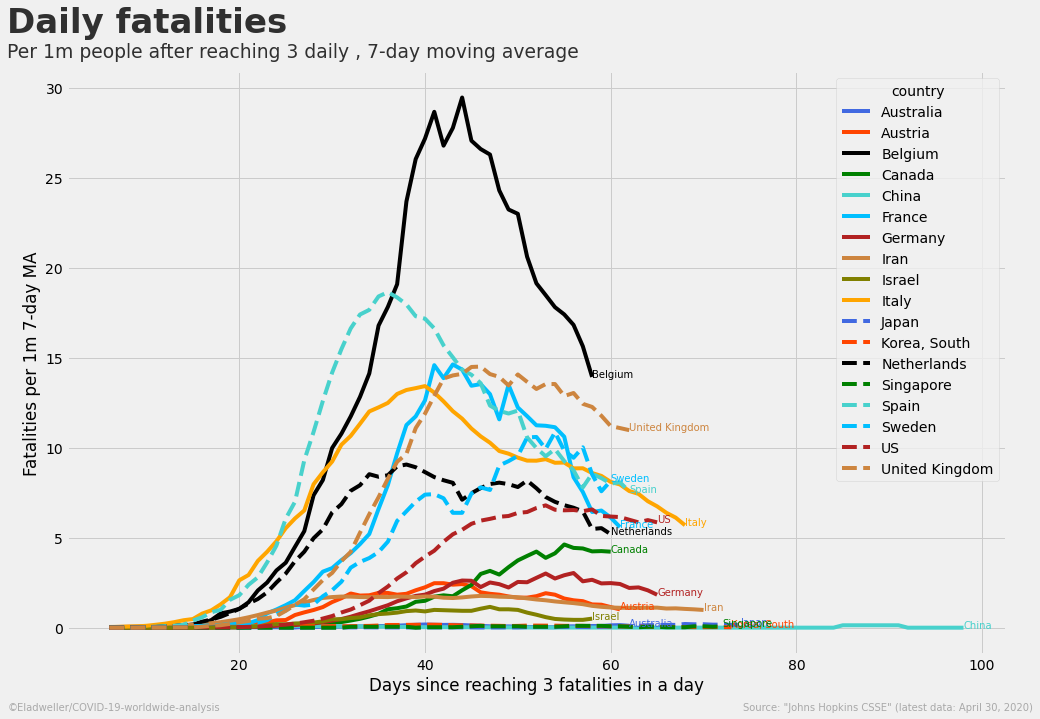 Daily fatalities
Per 1m people after reaching 3 daily , 7-day moving average
Fatalities per 1m 7-day MA
30
25
20
15
10
5
0
20
40
60
80
100
Days since reaching 3 fatalities in a day
country
Australia
Austria
Belgium
Canada
China
France
Germany
Iran
Israel
Italy
Japan
Korea, South
Netherlands
Singapore
Spain
Sweden
US
United Kingdom
Belgium
United Kingdom
Sweden
Spain
France
US
Italy
Netherlands
Canada
Germany
Austria
Iran
Israel
Australia
Singapore
Japan
Korea, South
China
©Eladweller/COVID-19-worldwide-analysis
Source: "Johns Hopkins CSSE" (latest data: April 30, 2020)